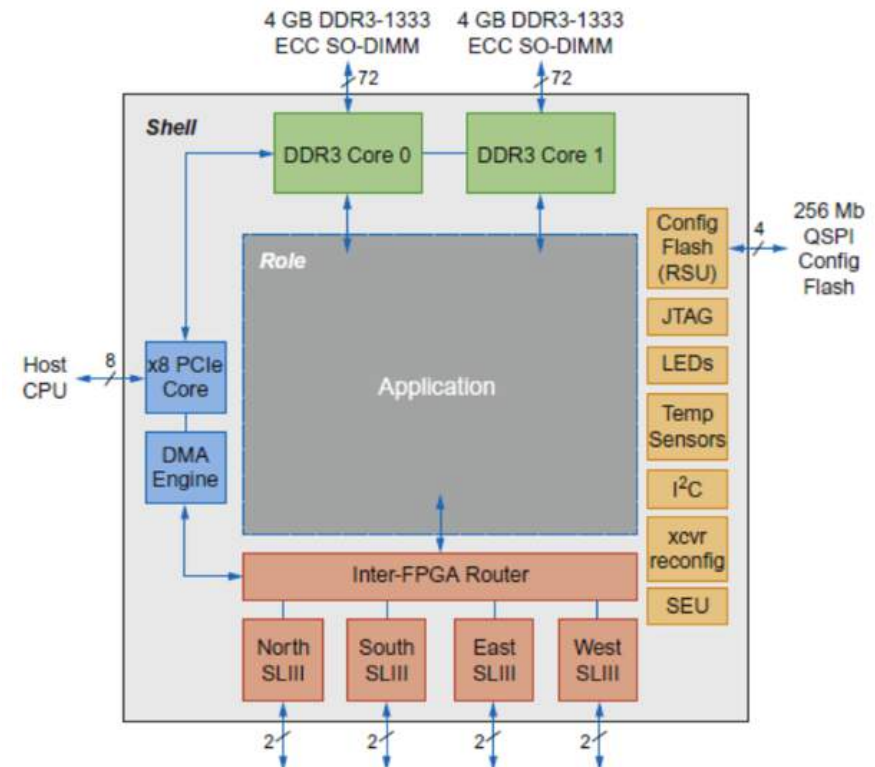 4 GB DDR3-1333
ECC SO-DIMM
4 GB DDR3-1333
ECC SO-DIMM
72
72
Shell
DDR3 Core 0
DDR3 Core 1
Config
Flash
(RSU)
4
256 Mb
QSPI
Config
Flash
Role
JTAG
LEDs
Host
CPU
8
x8 PCIe
Core
Application
Temp
Sensors
DMA
Engine
I²C
xcvr
reconfig
Inter-FPGA Router
SEU
North
SLIII
South
SLIII
East
SLIII
West
SLIII
2
2
2
2